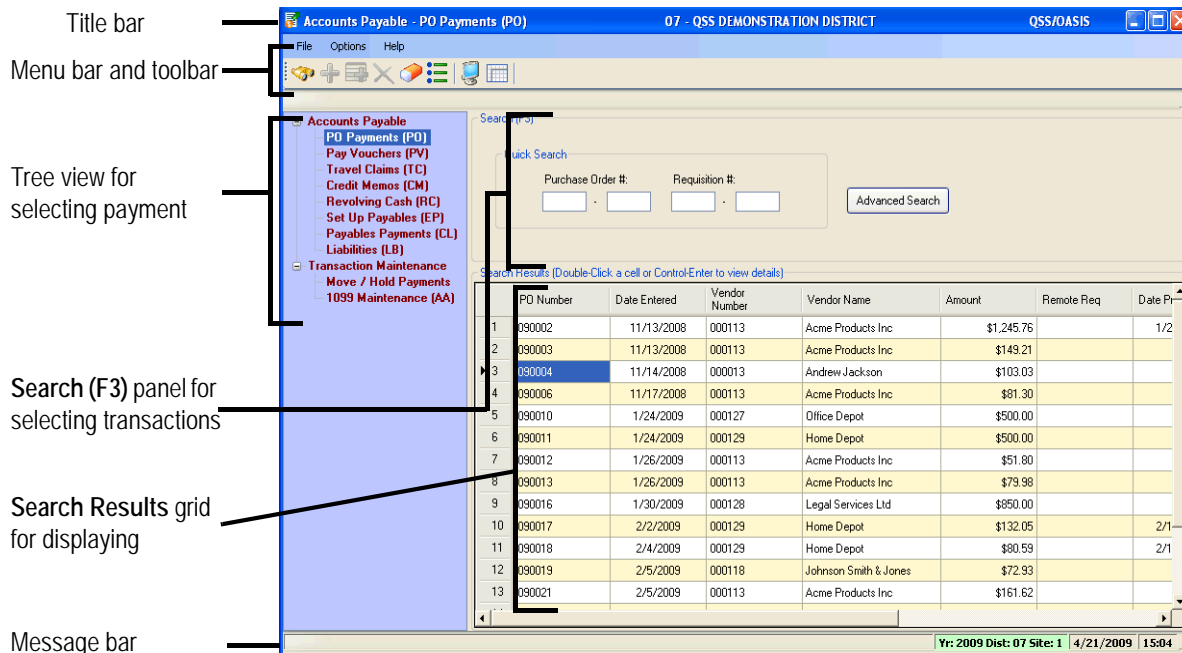 Title bar
Accounts Payable - PO Payments (PO) 07 - QSS DEMONSTRATION DISTRICT QSS/OASIS
Menu bar and toolbar
File Options Help
Tree view for
selecting payment
Accounts Payable
PO Payments (PO)
Pay Vouchers (PV)
Travel Claims (TC)
Credit Memos (CM)
Revolving Cash (RC)
Set Up Payables (EP)
Payables Payments (CL)
Liabilities (LB)
Transaction Maintenance
Move / Hold Payments
1099 Maintenance (AA)
Search (F3)
Quick Search
Purchase Order #: Requisition #:
- -
Advanced Search
Search (F3) panel for
selecting transactions
Search Results grid
for displaying
Search Results (Double-Click a cell or Control-Enter to view details)
PO Number Date Entered Vendor Number Vendor Name Amount Remote Req Date Pr
1 090002 11/13/2008 000113 Acme Products Inc $1,245.76 1/2
2 090003 11/13/2008 000113 Acme Products Inc $149.21
3 090004 11/14/2008 000013 Andrew Jackson $103.03
4 090006 11/17/2008 000113 Acme Products Inc $81.30
5 090010 1/24/2009 000127 Office Depot $500.00
6 090011 1/24/2009 000129 Home Depot $500.00
7 090012 1/26/2009 000113 Acme Products Inc $51.80
8 090013 1/26/2009 000113 Acme Products Inc $79.98
9 090016 1/30/2009 000128 Legal Services Ltd $850.00
10 090017 2/2/2009 000129 Home Depot $132.05 2/1
11 090018 2/4/2009 000129 Home Depot $80.59 2/1
12 090019 2/5/2009 000118 Johnson Smith & Jones $72.93
13 090021 2/5/2009 000113 Acme Products Inc $161.62
Message bar
Yr: 2009 Dist: 07 Site: 1 4/21/2009 15:04